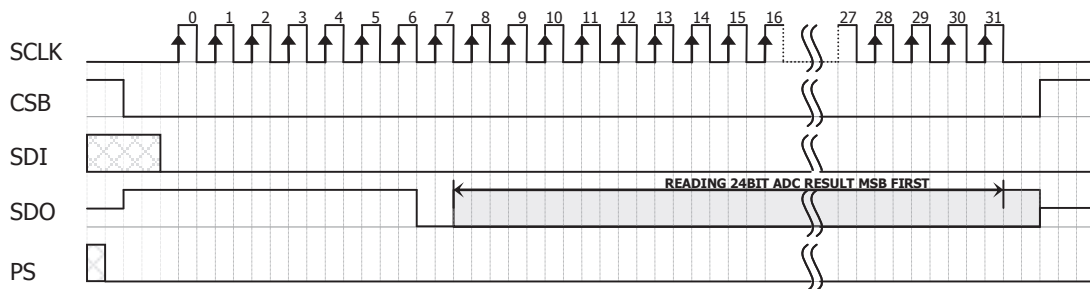 0 1 2 3 4 5 6 7 8 9 10 11 12 13 14 15 16 27 28 29 30 31
SCLK
CSB
SDI
READING 24BIT ADC RESULT MSB FIRST
SDO
PS